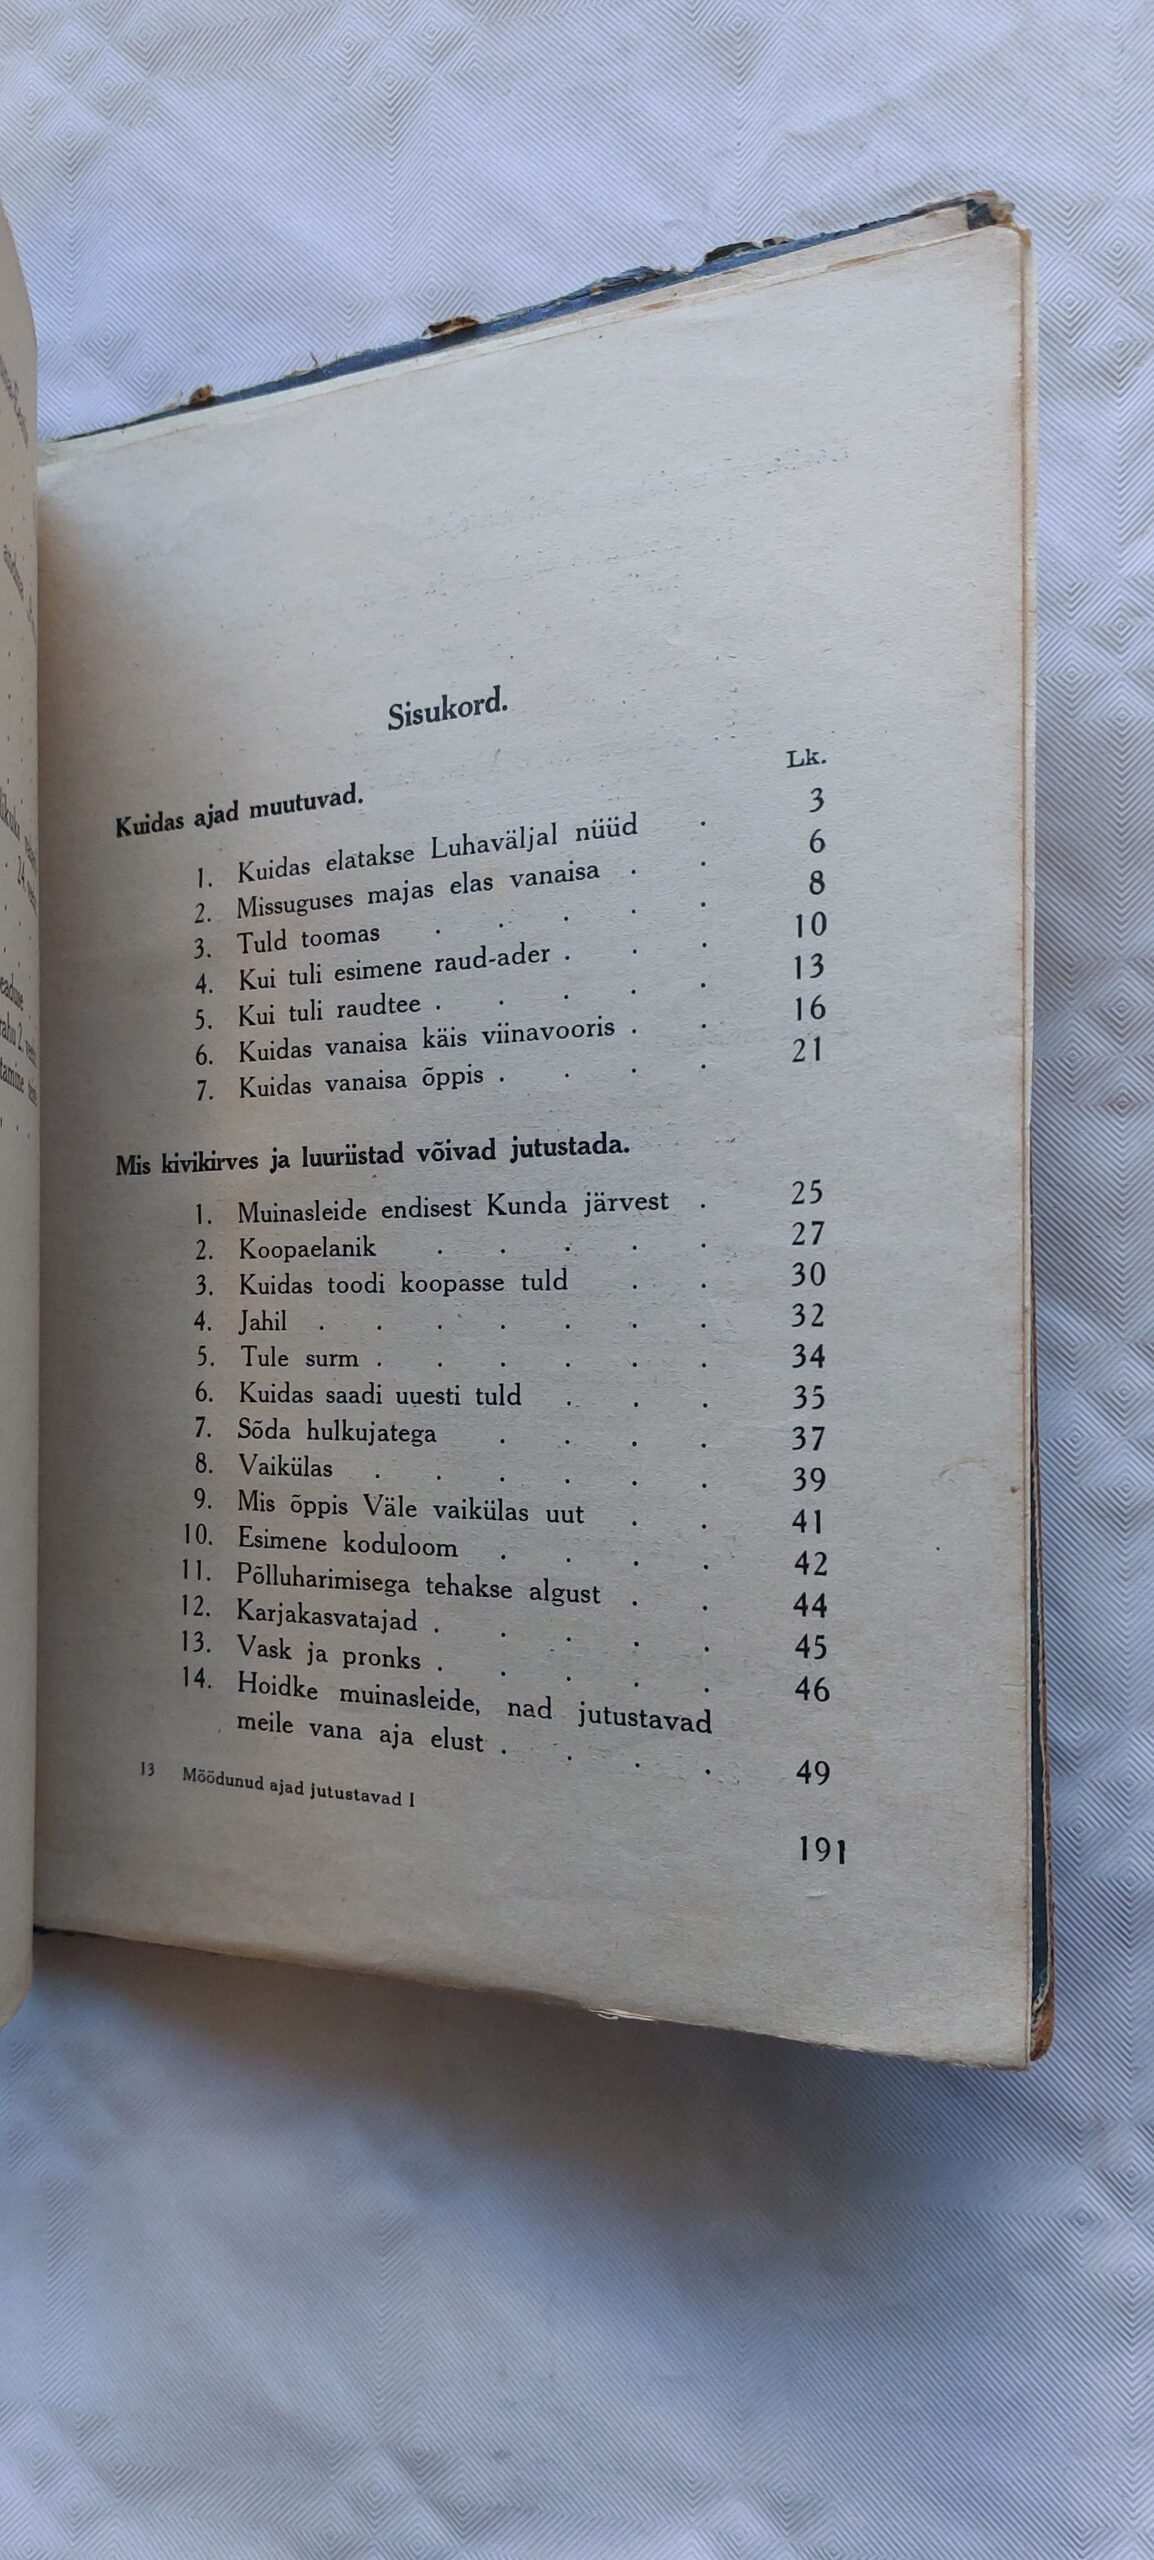 Sisukord.
Lk.
Kuidas ajad muutuvad.
1. Kuidas elatakse Luhaväljal nüüd . 3
2. Missuguses majas elas vanaisa . . 6
3. Tuld toomas . . . . . 8
4. Kui tuli esimene raud-ader . . . 10
5. Kui tuli raudtee . . . . . 13
6. Kuidas vanaisa käis viinavooris . . 16
7. Kuidas vanaisa õppis . . . . 21
Mis kivikirves ja luuriistad võivad jutustada.
1. Muinasleide endisest Kunda järvest . 25
2. Koopaelanik . . . . . 27
3. Kuidas toodi koopasse tuld . . 30
4. Jahil . . . . . . . 32
5. Tule surm . . . . . . 34
6. Kuidas saadi uuesti tuld . . . 35
7. Sõda hulkujatega . . . . 37
8. Vaikülas . . . . . . 39
9. Mis õppis Väle vaikülas uut . . 41
10. Esimene koduloom . . . . 42
11. Põlluharimisega tehakse algust . . 44
12. Karjakasvatajad . . . . . 45
13. Vask ja pronks . . . . . 46
14. Hoidke muinasleide, nad jutustavad
meile vana aja elust . . . . 49
13 Möödunud ajad jutustavad I
191